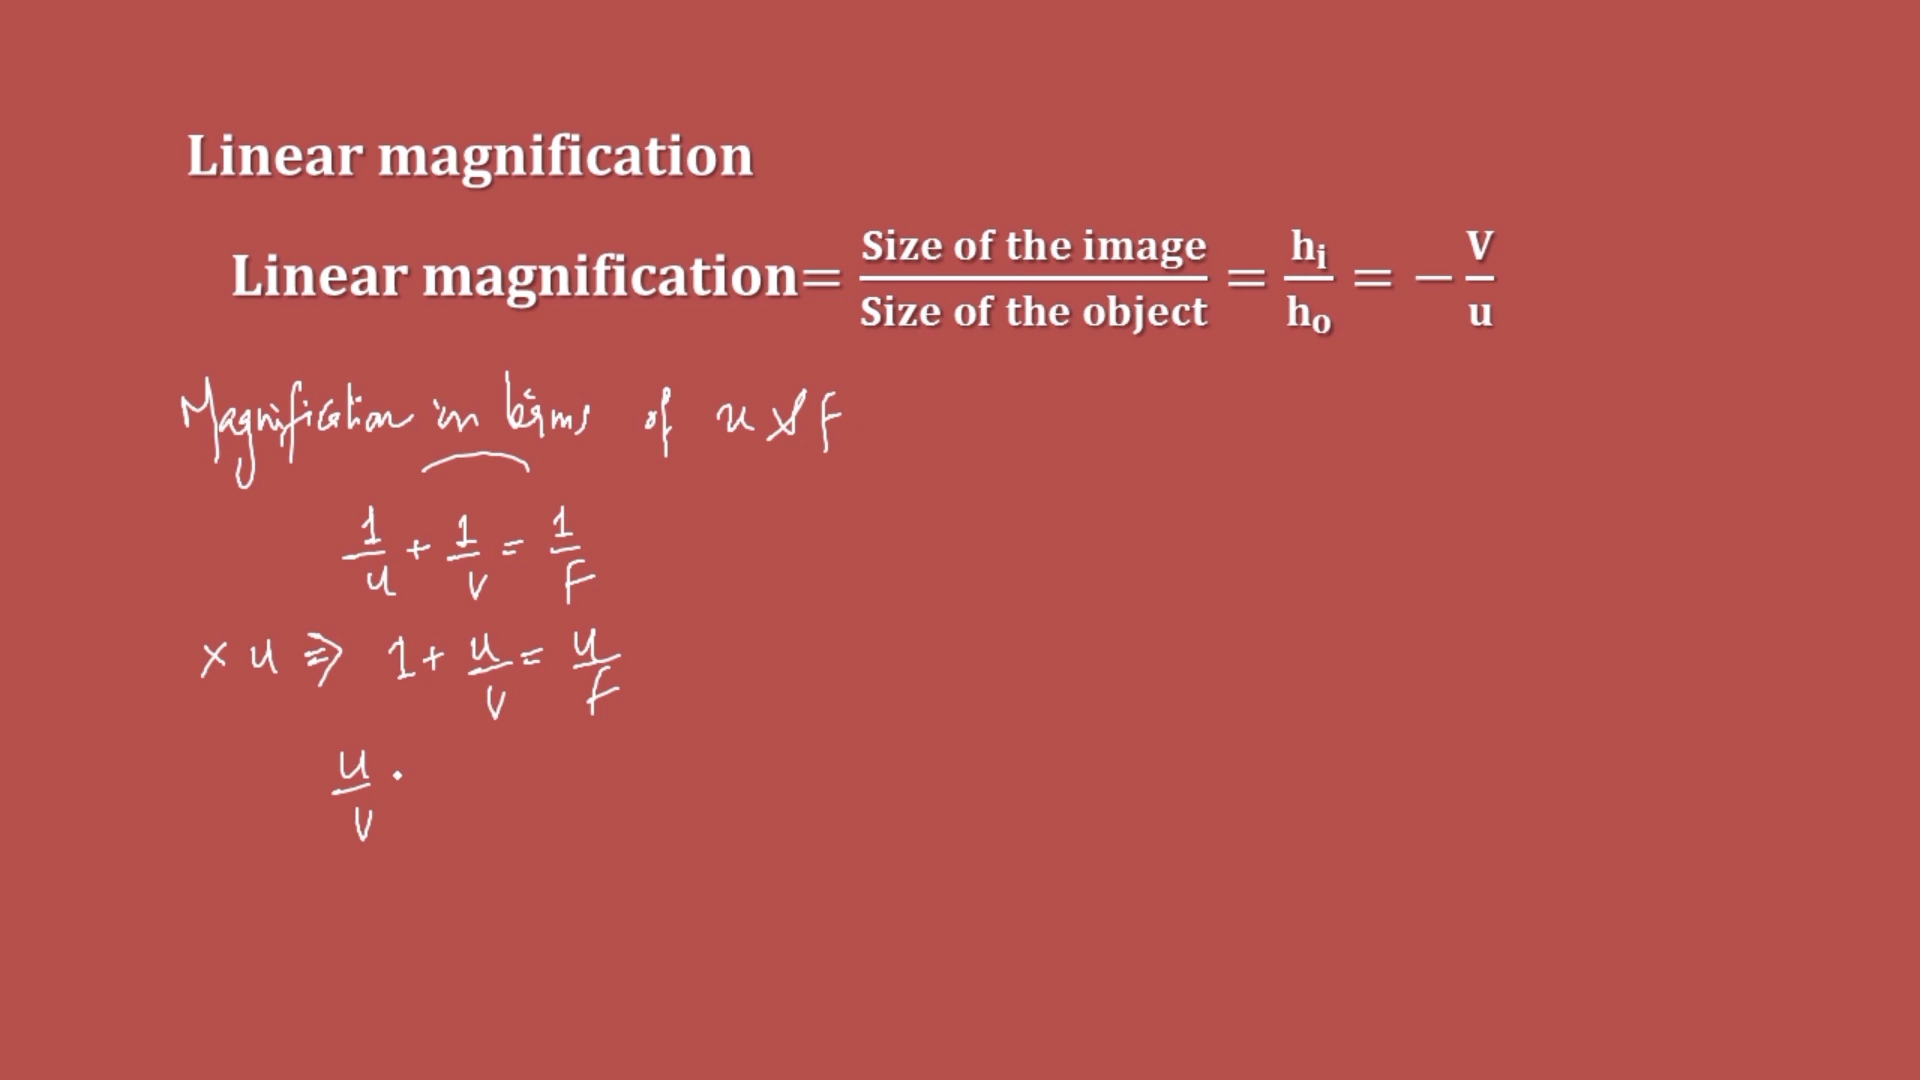 Linear magnification
Linear magnification= Size of the image / Size of the object = hᵢ / h₀ = − V / u
Magnification in terms of u & F
1/u + 1/v = 1/F
× u ⇒ 1 + u/v = u/F
u/v